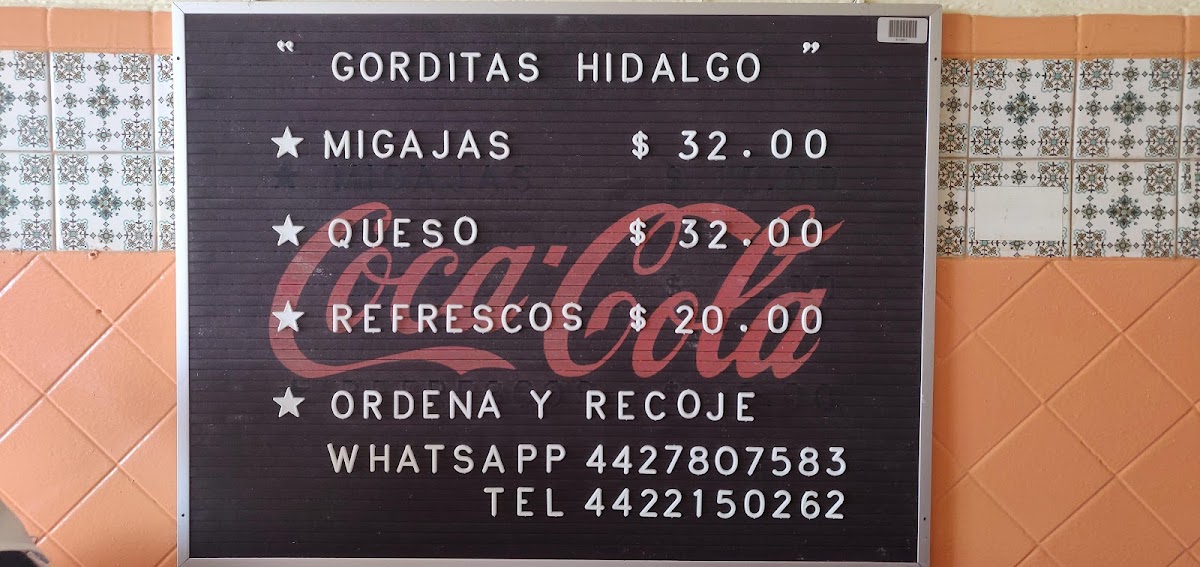 " GORDITAS HIDALGO "
★ MIGAJAS $ 32.00
★ QUESO $ 32.00
Coca-Cola
★ REFRESCOS $ 20.00
★ ORDENA Y RECOJE
WHATSAPP 4427807583
TEL 4422150262